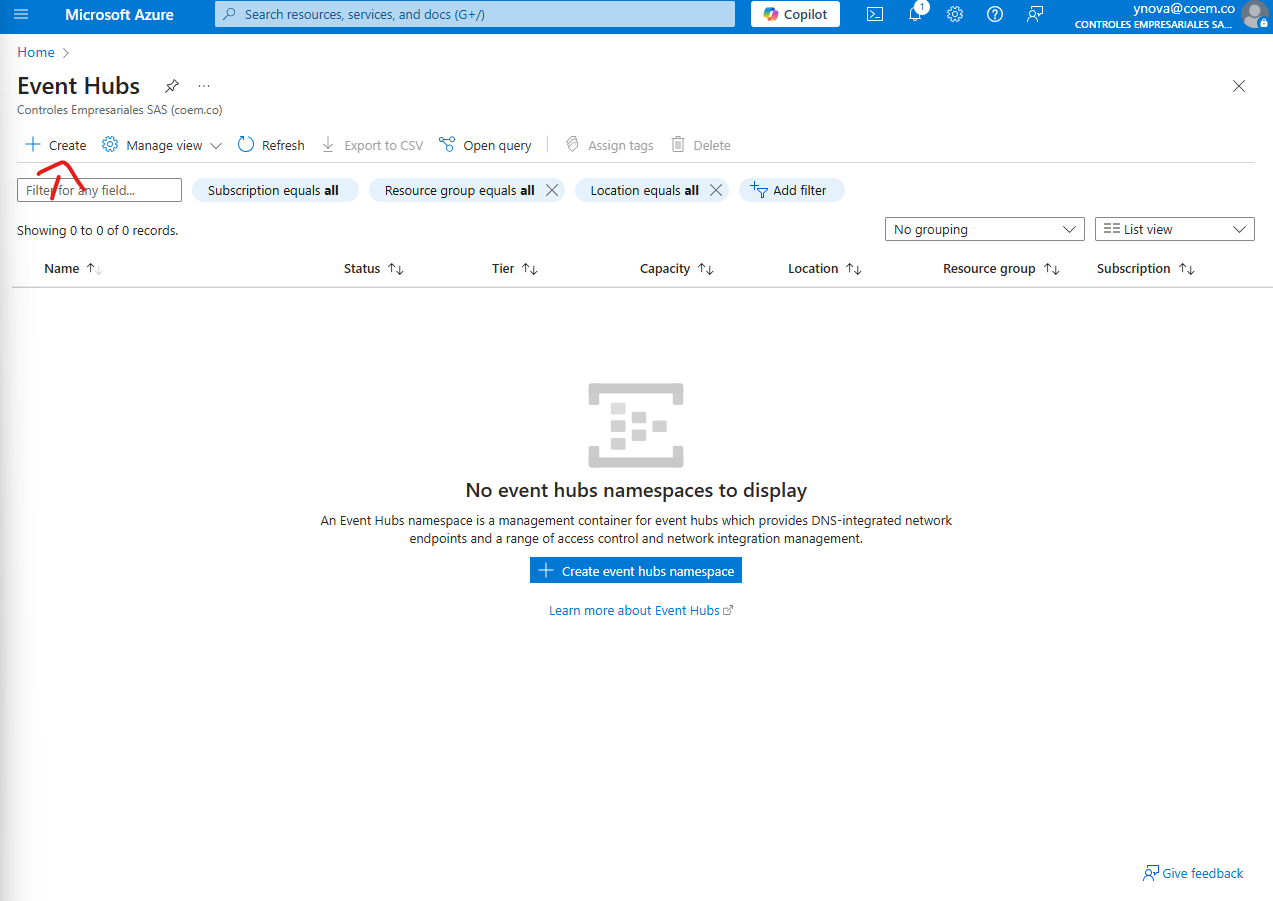 Microsoft Azure
Search resources, services, and docs (G+/)
Copilot
1
ynova@coem.co
CONTROLES EMPRESARIALES SA...
Home
Event Hubs
Controles Empresariales SAS (coem.co)
Create
Manage view
Refresh
Export to CSV
Open query
Assign tags
Delete
Filter for any field...
Subscription equals all
Resource group equals all
Location equals all
Add filter
Showing 0 to 0 of 0 records.
No grouping
List view
Name
Status
Tier
Capacity
Location
Resource group
Subscription
No event hubs namespaces to display
An Event Hubs namespace is a management container for event hubs which provides DNS-integrated network
endpoints and a range of access control and network integration management.
Create event hubs namespace
Learn more about Event Hubs
Give feedback